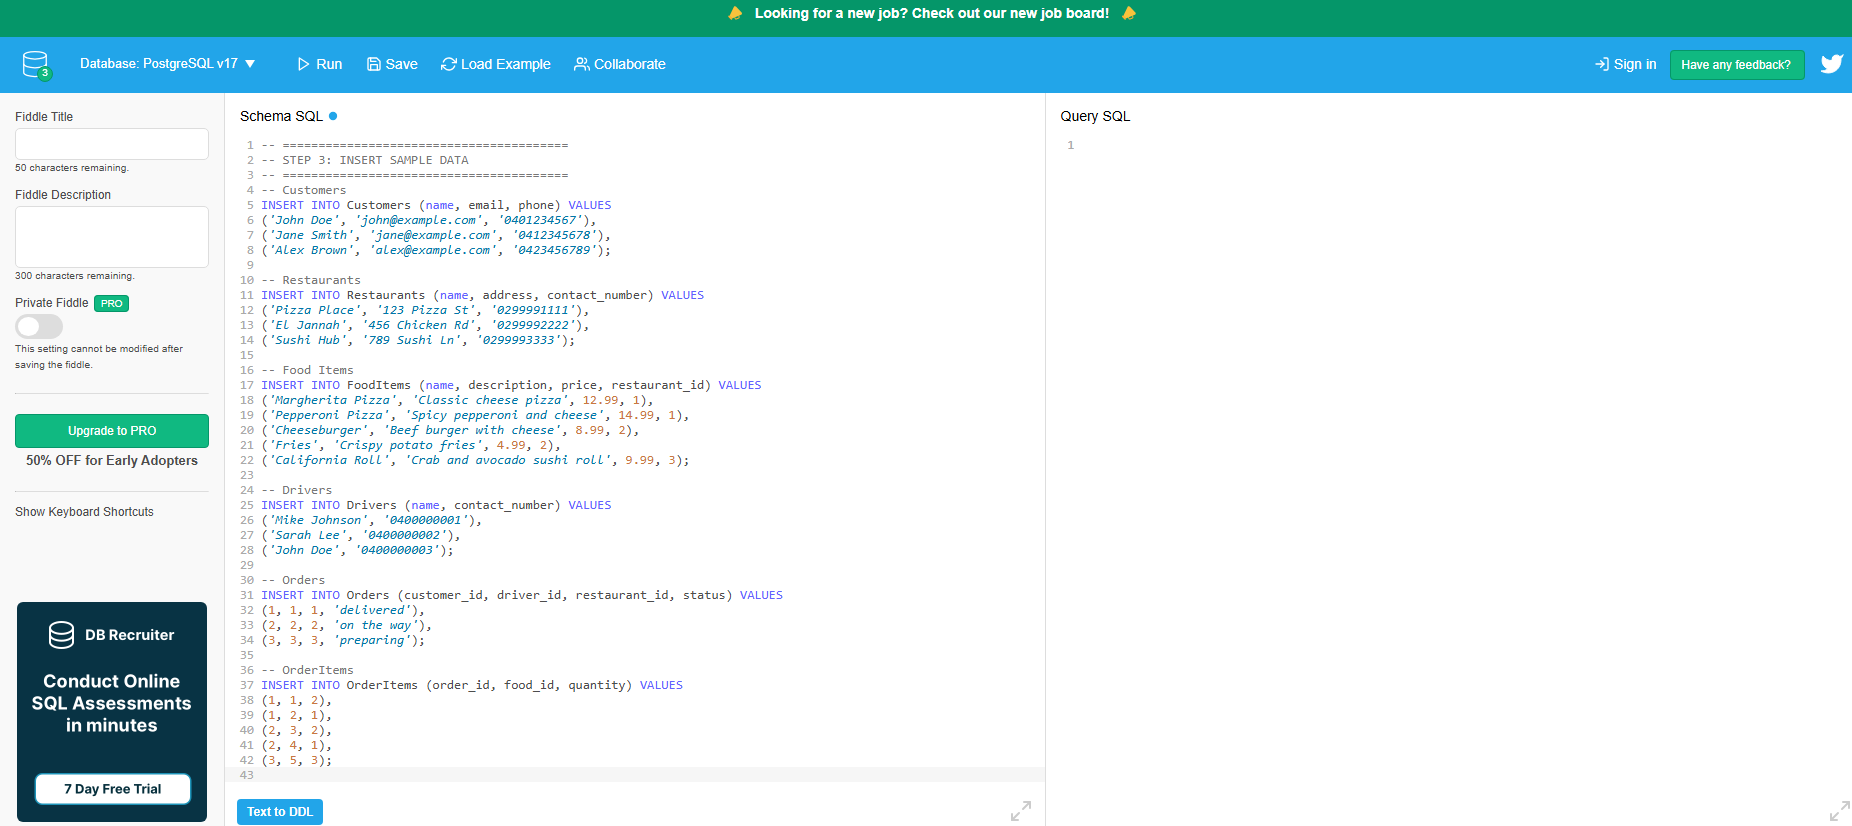 Looking for a new job? Check out our new job board!
3
Database: PostgreSQL v17 ▼
Run
Save
Load Example
Collaborate
Sign in
Have any feedback?
Fiddle Title
50 characters remaining.
Fiddle Description
300 characters remaining.
Private Fiddle PRO
This setting cannot be modified after
saving the fiddle.
Upgrade to PRO
50% OFF for Early Adopters
Show Keyboard Shortcuts
DB Recruiter
Conduct Online
SQL Assessments
in minutes
7 Day Free Trial
Schema SQL
1 -- ========================================
2 -- STEP 3: INSERT SAMPLE DATA
3 -- ========================================
4 -- Customers
5 INSERT INTO Customers (name, email, phone) VALUES
6 ('John Doe', 'john@example.com', '0401234567'),
7 ('Jane Smith', 'jane@example.com', '0412345678'),
8 ('Alex Brown', 'alex@example.com', '0423456789');
9
10 -- Restaurants
11 INSERT INTO Restaurants (name, address, contact_number) VALUES
12 ('Pizza Place', '123 Pizza St', '0299991111'),
13 ('El Jannah', '456 Chicken Rd', '0299992222'),
14 ('Sushi Hub', '789 Sushi Ln', '0299993333');
15
16 -- Food Items
17 INSERT INTO FoodItems (name, description, price, restaurant_id) VALUES
18 ('Margherita Pizza', 'Classic cheese pizza', 12.99, 1),
19 ('Pepperoni Pizza', 'Spicy pepperoni and cheese', 14.99, 1),
20 ('Cheeseburger', 'Beef burger with cheese', 8.99, 2),
21 ('Fries', 'Crispy potato fries', 4.99, 2),
22 ('California Roll', 'Crab and avocado sushi roll', 9.99, 3);
23
24 -- Drivers
25 INSERT INTO Drivers (name, contact_number) VALUES
26 ('Mike Johnson', '0400000001'),
27 ('Sarah Lee', '0400000002'),
28 ('John Doe', '0400000003');
29
30 -- Orders
31 INSERT INTO Orders (customer_id, driver_id, restaurant_id, status) VALUES
32 (1, 1, 1, 'delivered'),
33 (2, 2, 2, 'on the way'),
34 (3, 3, 3, 'preparing');
35
36 -- OrderItems
37 INSERT INTO OrderItems (order_id, food_id, quantity) VALUES
38 (1, 1, 2),
39 (1, 2, 1),
40 (2, 3, 2),
41 (2, 4, 1),
42 (3, 5, 3);
43
Text to DDL
Query SQL
1